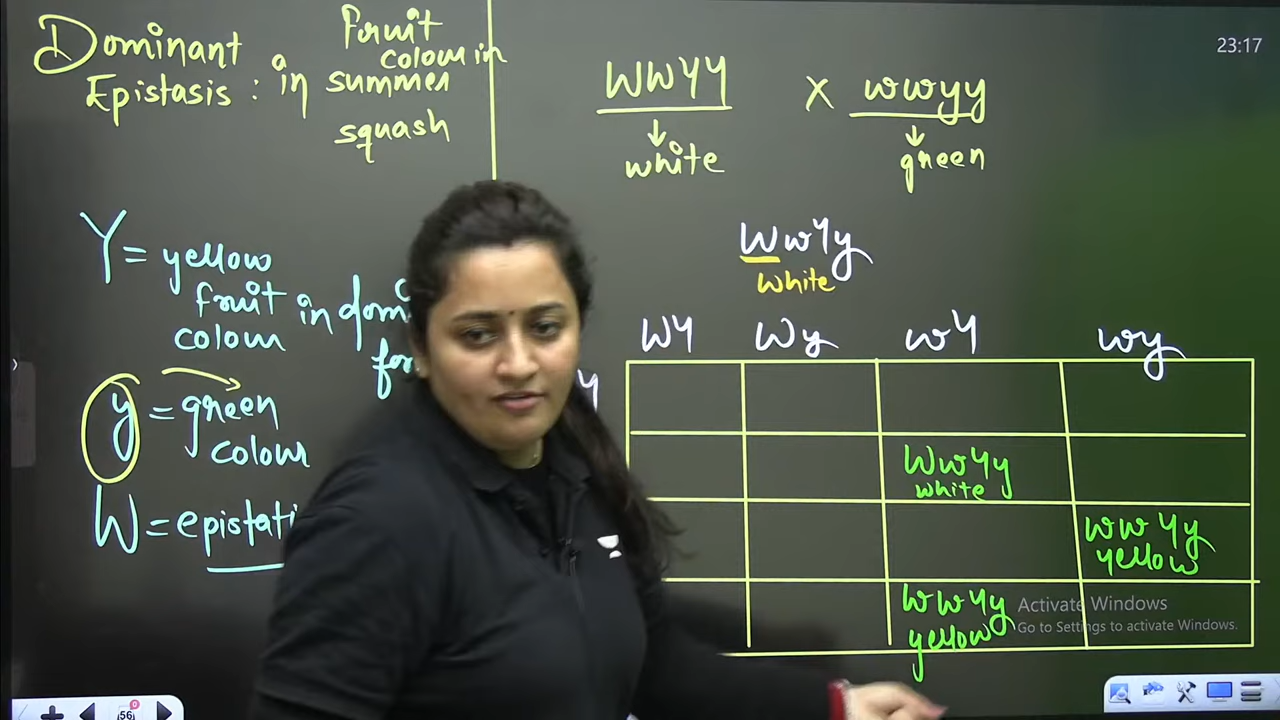 Dominant
Epistasis : in
Fruit
colour in
summer
squash
WWYY x wwyy
white green
WwYy
white
Y = yellow
fruit
colour
in
y = green
colour
W =
WY Wy wY wy
WwYy
white
wwYy
yellow
wwYy
yellow
23:17
Activate Windows
Go to Settings to activate Windows.
56